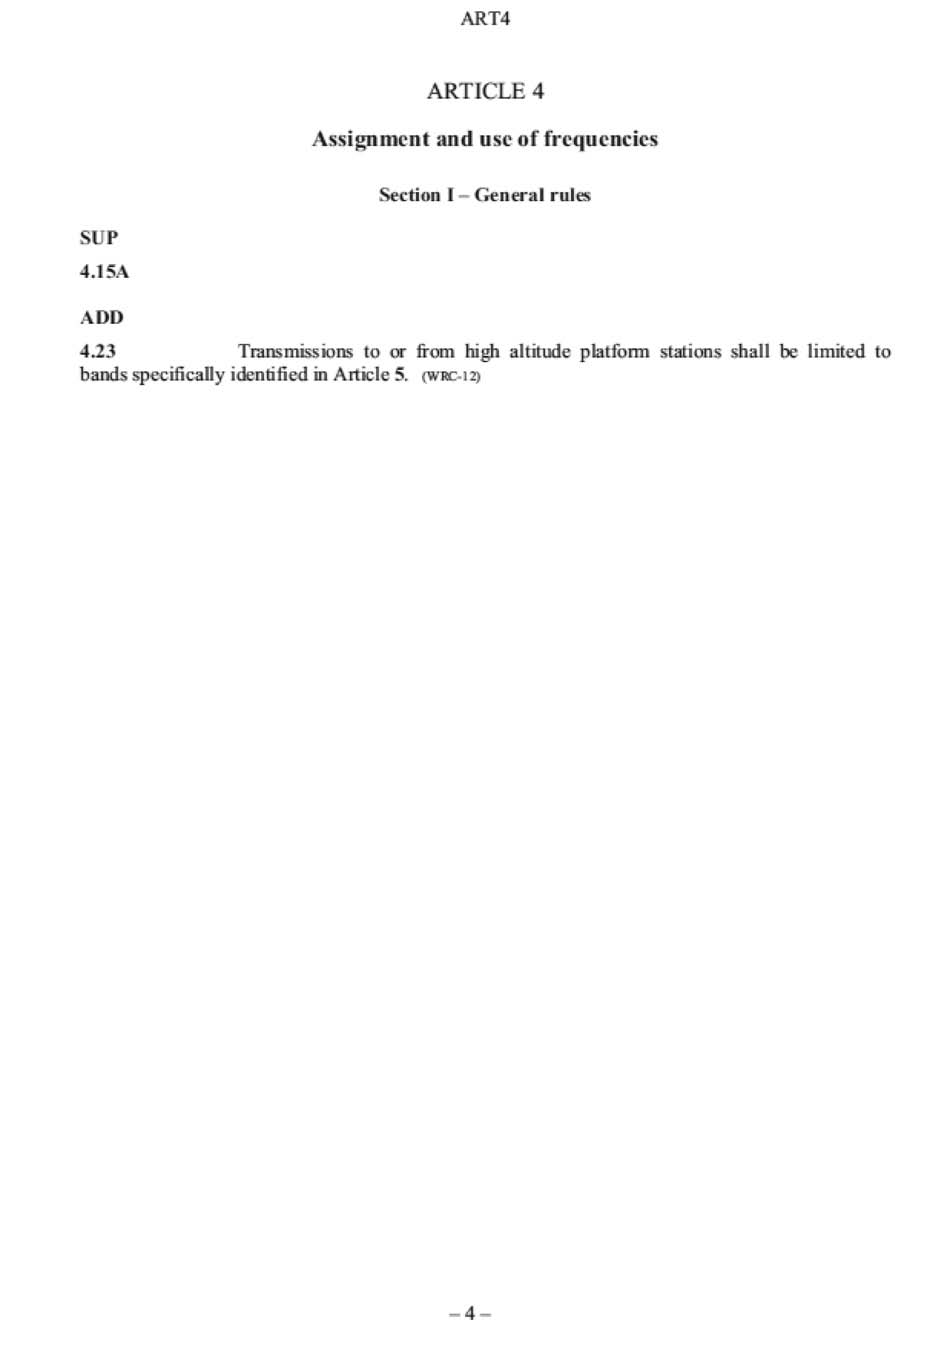 ART4
ARTICLE 4
Assignment and use of frequencies
Section I – General rules
SUP
4.15A
ADD
4.23 Transmissions to or from high altitude platform stations shall be limited to
bands specifically identified in Article 5. (WRC-12)
– 4 –